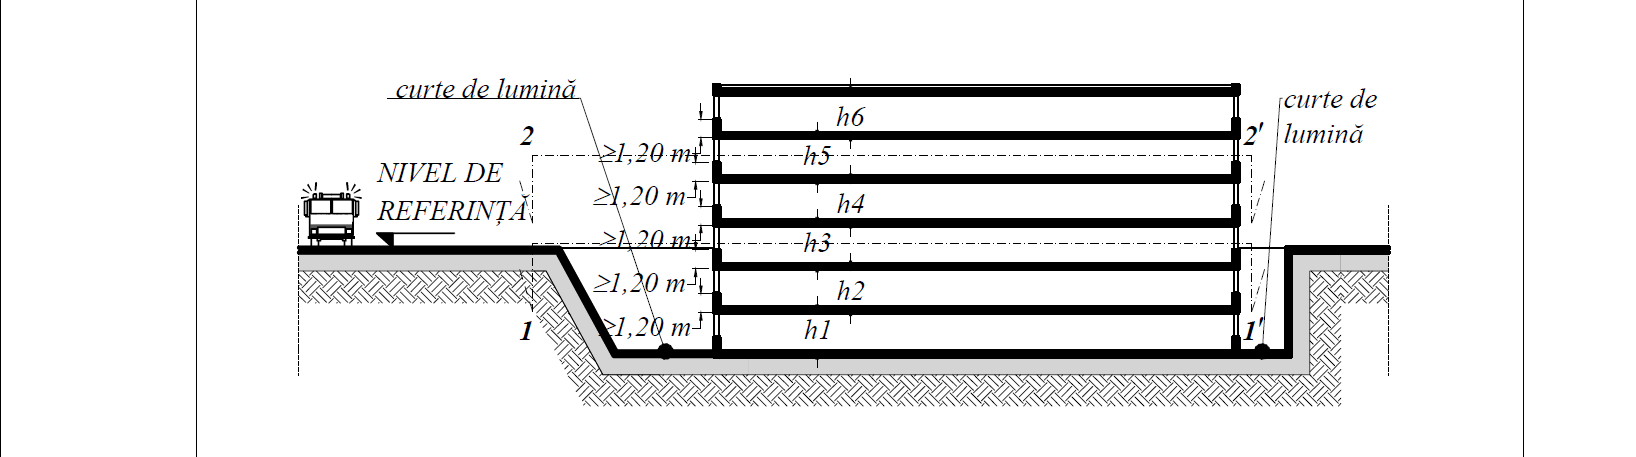 curte de lumină
curte de
lumină
h6
2
2'
≥1,20 m
h5
NIVEL DE
REFERINȚĂ
≥1,20 m
h4
≥1,20 m
h3
≥1,20 m
h2
1
≥1,20 m
h1
1'